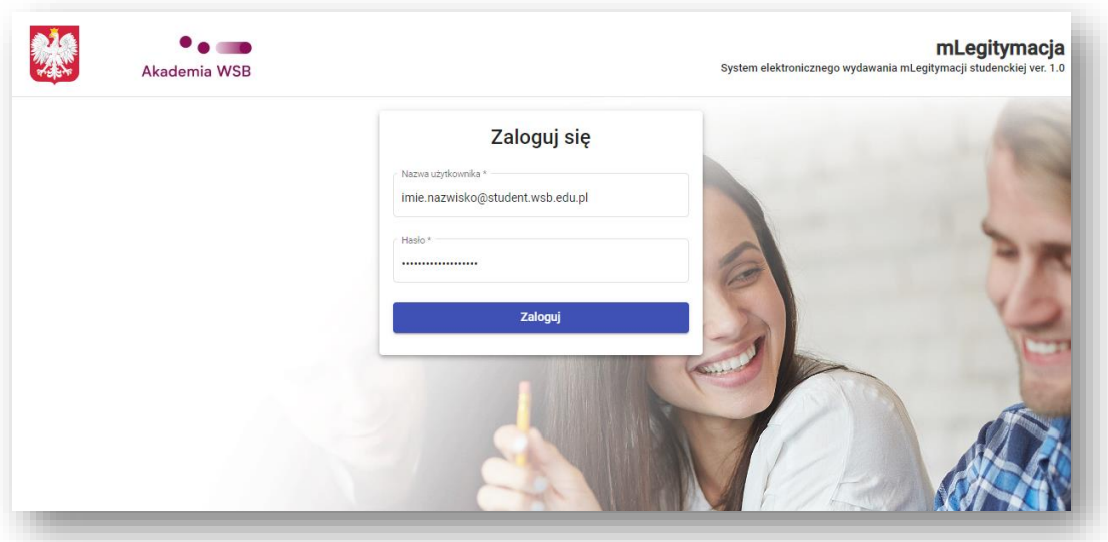 Akademia WSB
mLegitymacja
System elektronicznego wydawania mLegitymacji studenckiej ver. 1.0
Zaloguj się
Nazwa użytkownika *
imie.nazwisko@student.wsb.edu.pl
Hasło *
•••••••••••••••••••
Zaloguj